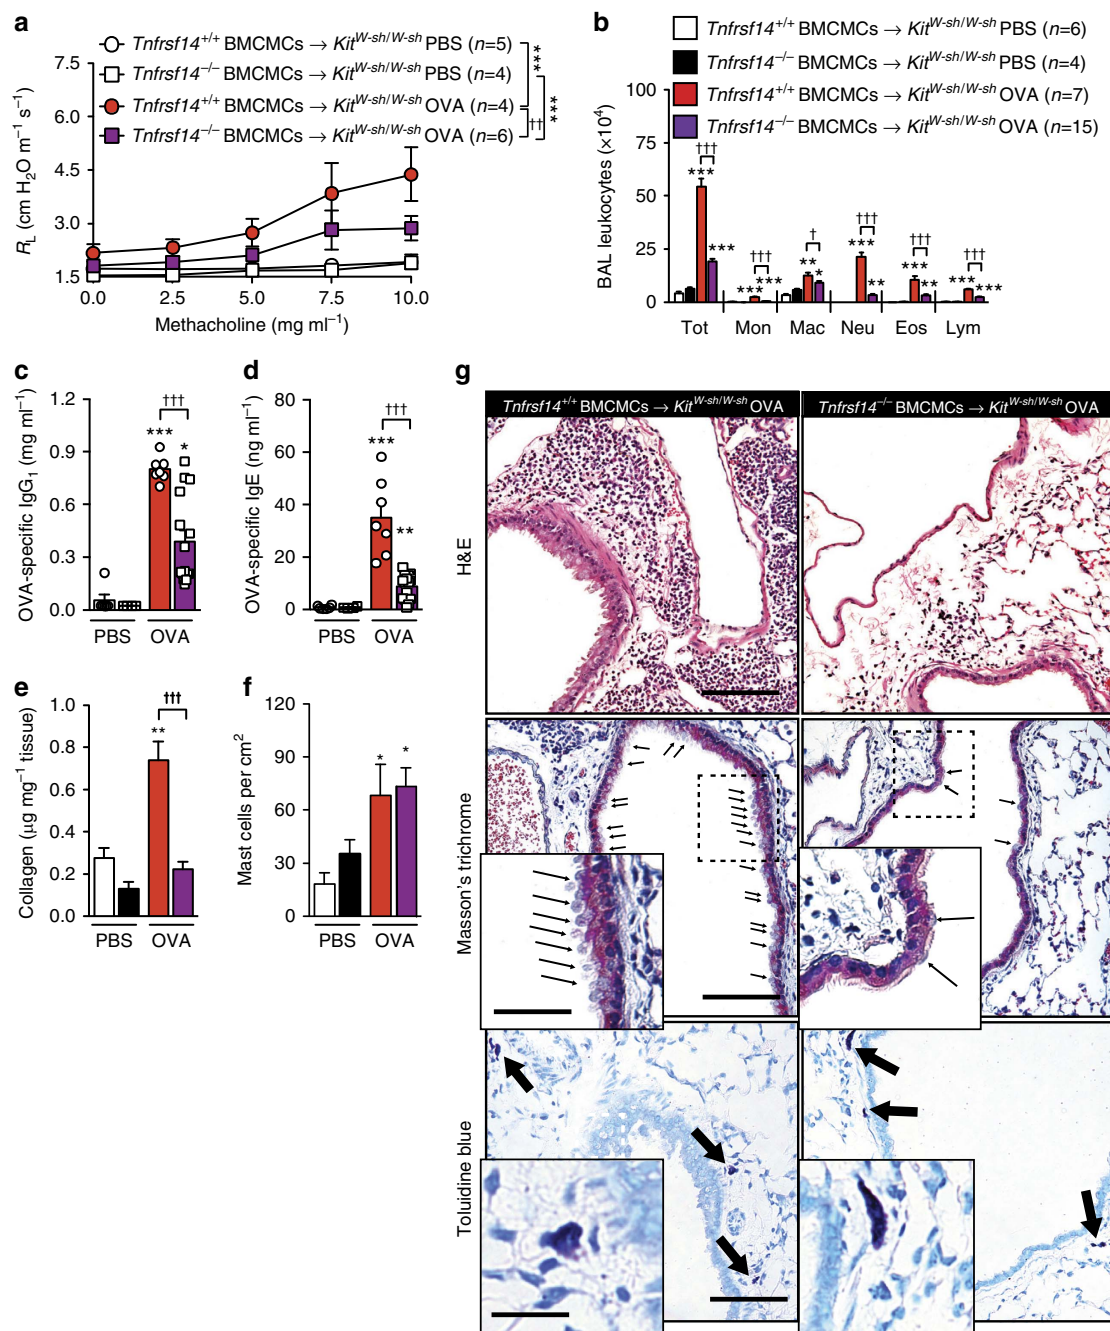 a
Tnfrsf14+/+ BMCMCs → KitW-sh/W-sh PBS (n=5)
Tnfrsf14−/− BMCMCs → KitW-sh/W-sh PBS (n=4)
Tnfrsf14+/+ BMCMCs → KitW-sh/W-sh OVA (n=4)
Tnfrsf14−/− BMCMCs → KitW-sh/W-sh OVA (n=6)
***
***
††
RL (cm H2O m−1 s−1)
7.5
6.0
4.5
3.0
1.5
0.0 2.5 5.0 7.5 10.0
Methacholine (mg ml−1)
b
Tnfrsf14+/+ BMCMCs → KitW-sh/W-sh PBS (n=6)
Tnfrsf14−/− BMCMCs → KitW-sh/W-sh PBS (n=4)
Tnfrsf14+/+ BMCMCs → KitW-sh/W-sh OVA (n=7)
Tnfrsf14−/− BMCMCs → KitW-sh/W-sh OVA (n=15)
BAL leukocytes (×104)
100
75
50
25
0
††† *** ***
††† *** ***
† ** *
††† *** **
††† *** **
††† *** ***
Tot Mon Mac Neu Eos Lym
c
OVA-specific IgG1 (mg ml−1)
1.2
0.9
0.6
0.3
0.0
†††
*** *
PBS OVA
d
OVA-specific IgE (ng ml−1)
80
60
40
20
0
†††
*** **
PBS OVA
e
Collagen (µg mg−1 tissue)
1.0
0.8
0.6
0.4
0.2
0.0
†††
**
PBS OVA
f
Mast cells per cm2
120
90
60
30
0
* *
PBS OVA
g
Tnfrsf14+/+ BMCMCs → KitW-sh/W-sh OVA
Tnfrsf14−/− BMCMCs → KitW-sh/W-sh OVA
H&E
Masson's trichrome
Toluidine blue